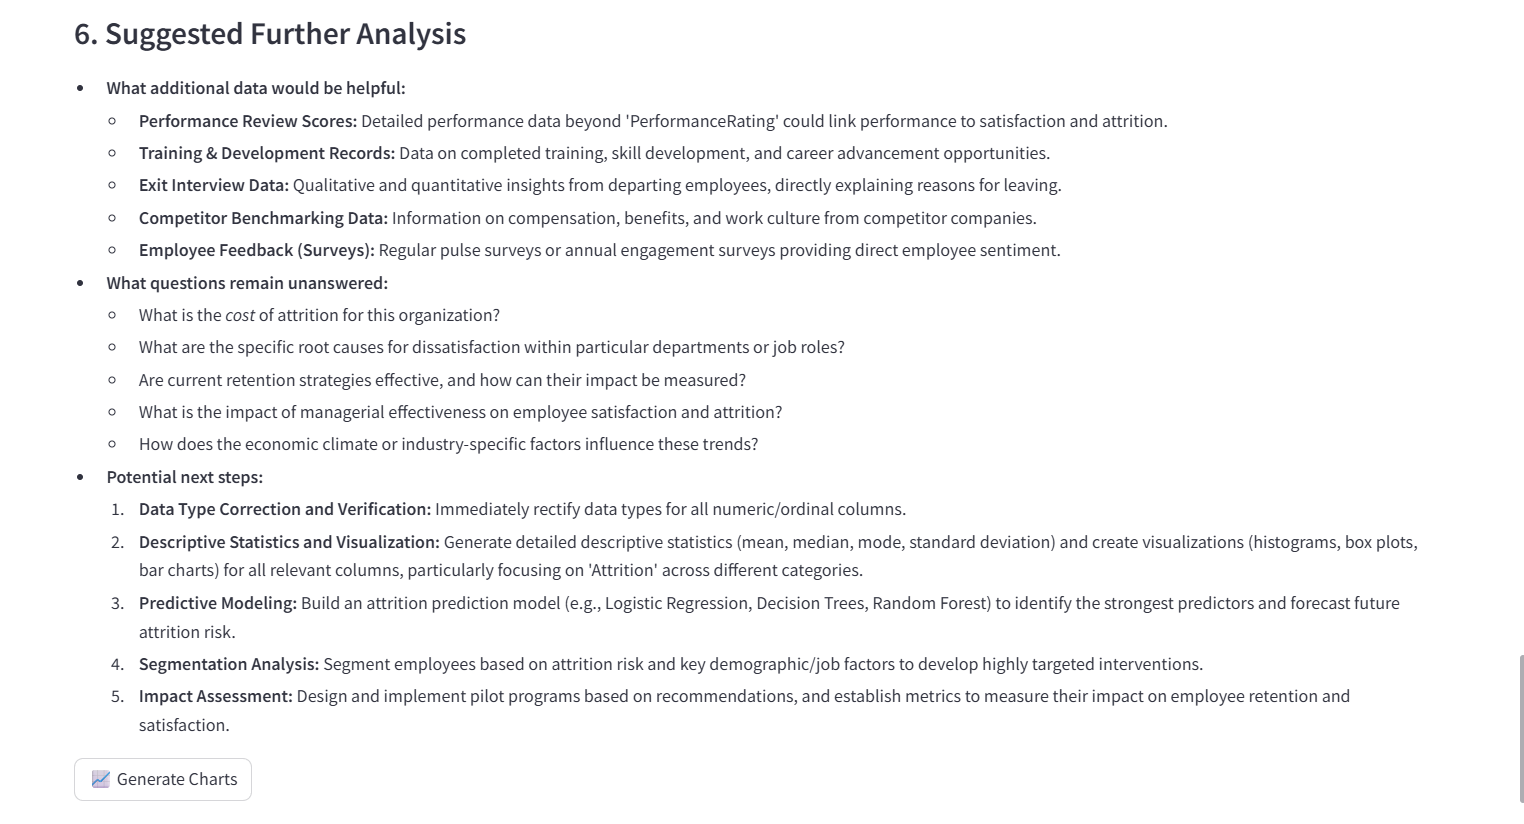 6. Suggested Further Analysis
What additional data would be helpful:
Performance Review Scores: Detailed performance data beyond 'PerformanceRating' could link performance to satisfaction and attrition.
Training & Development Records: Data on completed training, skill development, and career advancement opportunities.
Exit Interview Data: Qualitative and quantitative insights from departing employees, directly explaining reasons for leaving.
Competitor Benchmarking Data: Information on compensation, benefits, and work culture from competitor companies.
Employee Feedback (Surveys): Regular pulse surveys or annual engagement surveys providing direct employee sentiment.
What questions remain unanswered:
What is the cost of attrition for this organization?
What are the specific root causes for dissatisfaction within particular departments or job roles?
Are current retention strategies effective, and how can their impact be measured?
What is the impact of managerial effectiveness on employee satisfaction and attrition?
How does the economic climate or industry-specific factors influence these trends?
Potential next steps:
1. Data Type Correction and Verification: Immediately rectify data types for all numeric/ordinal columns.
2. Descriptive Statistics and Visualization: Generate detailed descriptive statistics (mean, median, mode, standard deviation) and create visualizations (histograms, box plots,
bar charts) for all relevant columns, particularly focusing on 'Attrition' across different categories.
3. Predictive Modeling: Build an attrition prediction model (e.g., Logistic Regression, Decision Trees, Random Forest) to identify the strongest predictors and forecast future
attrition risk.
4. Segmentation Analysis: Segment employees based on attrition risk and key demographic/job factors to develop highly targeted interventions.
5. Impact Assessment: Design and implement pilot programs based on recommendations, and establish metrics to measure their impact on employee retention and
satisfaction.
Generate Charts